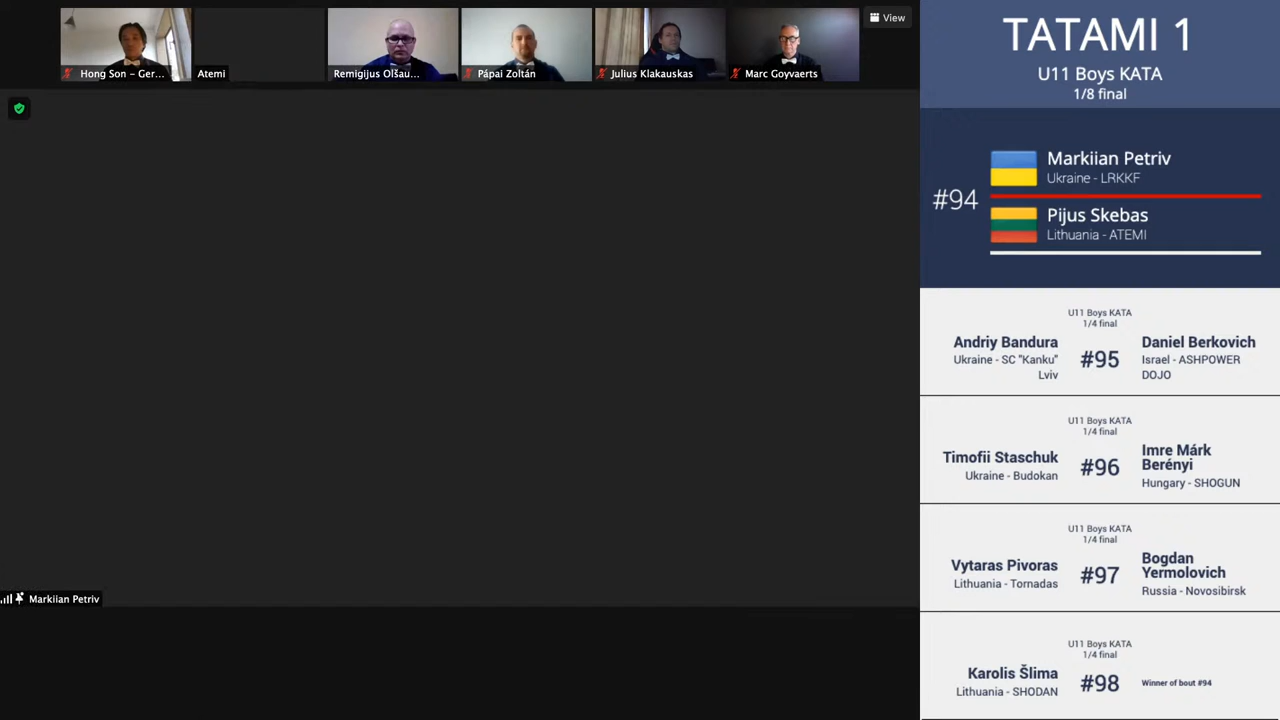 Hong Son – Ger...
Atemi
Remigijus Olšau...
Pápai Zoltán
Julius Klakauskas
Marc Goyvaerts
View
Markiian Petriv
TATAMI 1
U11 Boys KATA
1/8 final
#94
Markiian Petriv
Ukraine - LRKKF
Pijus Skebas
Lithuania - ATEMI
U11 Boys KATA
1/4 final
Andriy Bandura
Ukraine - SC "Kanku"
Lviv
#95
Daniel Berkovich
Israel - ASHPOWER
DOJO
U11 Boys KATA
1/4 final
Timofii Staschuk
Ukraine - Budokan
#96
Imre Márk
Berényi
Hungary - SHOGUN
U11 Boys KATA
1/4 final
Vytaras Pivoras
Lithuania - Tornadas
#97
Bogdan
Yermolovich
Russia - Novosibirsk
U11 Boys KATA
1/4 final
Karolis Šlima
Lithuania - SHODAN
#98
Winner of bout #94